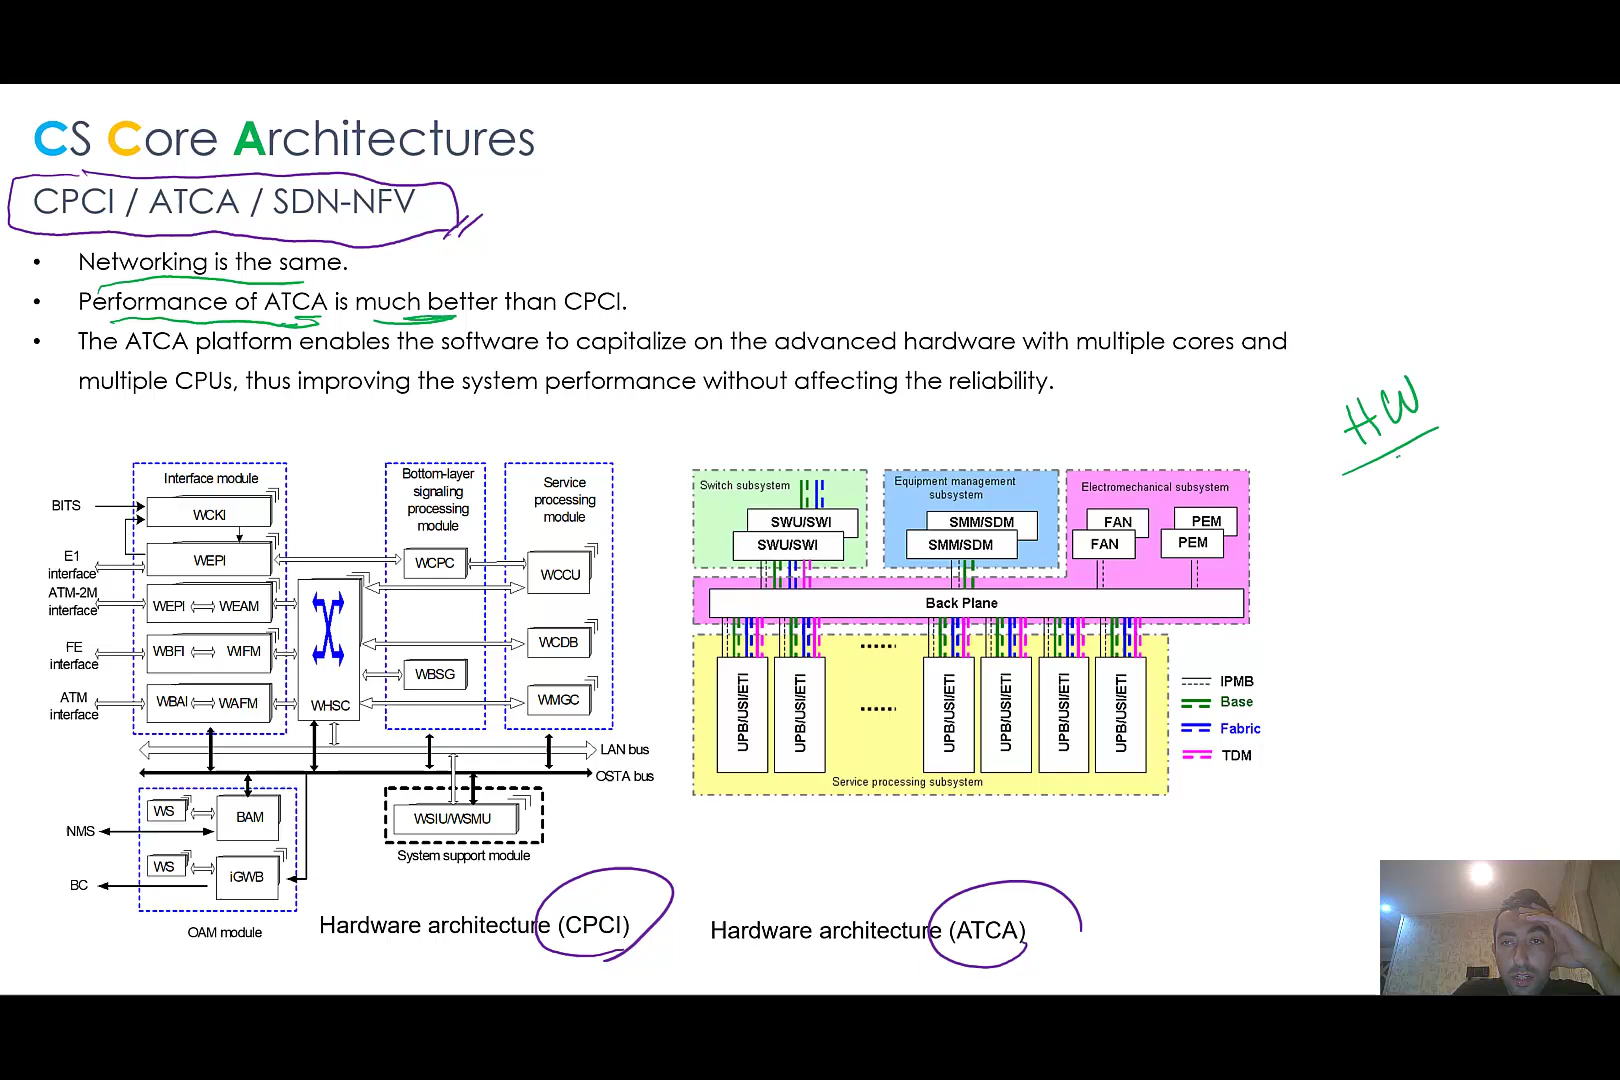 CS Core Architectures
CPCI / ATCA / SDN-NFV
• Networking is the same.
• Performance of ATCA is much better than CPCI.
• The ATCA platform enables the software to capitalize on the advanced hardware with multiple cores and
multiple CPUs, thus improving the system performance without affecting the reliability.
HW
Interface module
BITS
WCKI
E1
interface
WEPI
ATM-2M
interface
WEPI
WEAM
FE
interface
WBFI
WIFM
ATM
interface
WBAI
WAFM
WHSC
Bottom-layer
signaling
processing
module
WCPC
WBSG
Service
processing
module
WCCU
WCDB
WMGC
LAN bus
OSTA bus
WS
BAM
NMS
WS
iGWB
BC
OAM module
WSIU/WSMU
System support module
Hardware architecture (CPCI)
Switch subsystem
SWU/SWI
SWU/SWI
Equipment management
subsystem
SMM/SDM
SMM/SDM
Electromechanical subsystem
FAN
FAN
PEM
PEM
Back Plane
UPB/USI/ETI
UPB/USI/ETI
UPB/USI/ETI
UPB/USI/ETI
UPB/USI/ETI
UPB/USI/ETI
Service processing subsystem
IPMB
Base
Fabric
TDM
Hardware architecture (ATCA)